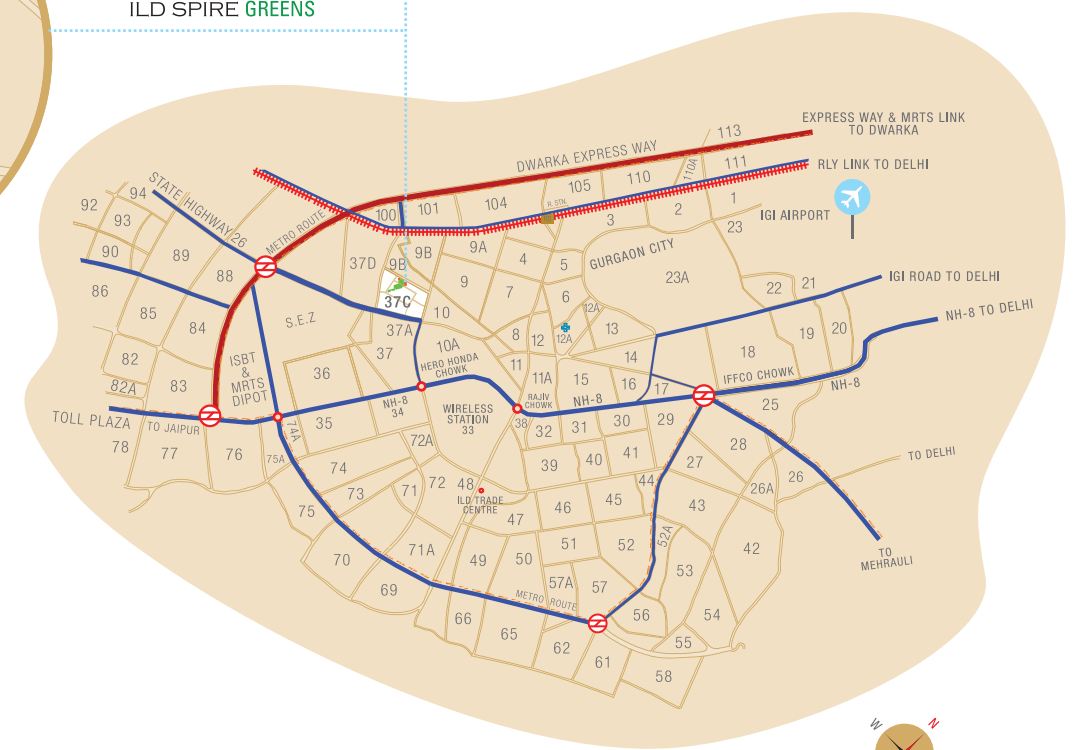 ILD SPIRE GREENS
EXPRESS WAY & MRTS LINK
TO DWARKA
113
DWARKA EXPRESS WAY
RLY LINK TO DELHI
111
110A
110
105
104
101
100
R. STN.
1
2
3
IGI AIRPORT
23
STATE HIGHWAY 26
METRO ROUTE
94
92
93
90
89
88
86
85
84
82
82A
83
37D
9B
9B
9A
9
4
5
GURGAON CITY
23A
7
6
12A
12A
13
22
21
IGI ROAD TO DELHI
NH-8 TO DELHI
37C
37A
S.E.Z
10
10A
8
12
14
18
19
20
37
36
HERO HONDA
CHOWK
11
11A
15
16
17
IFFCO CHOWK
NH-8
ISBT
&
MRTS
DIPOT
TOLL PLAZA
TO JAIPUR
NH-8
34
35
WIRELESS
STATION
33
RAJIV
CHOWK
NH-8
38
32
31
30
29
25
78
77
76
75A
74A
74
73
72A
72
71
48
ILD TRADE
CENTRE
39
40
41
44
27
28
26A
26
TO DELHI
75
47
46
45
43
70
71A
49
50
51
52
52A
42
TO
MEHRAULI
69
57A
57
53
METRO ROUTE
66
65
62
61
56
54
55
58
W
N